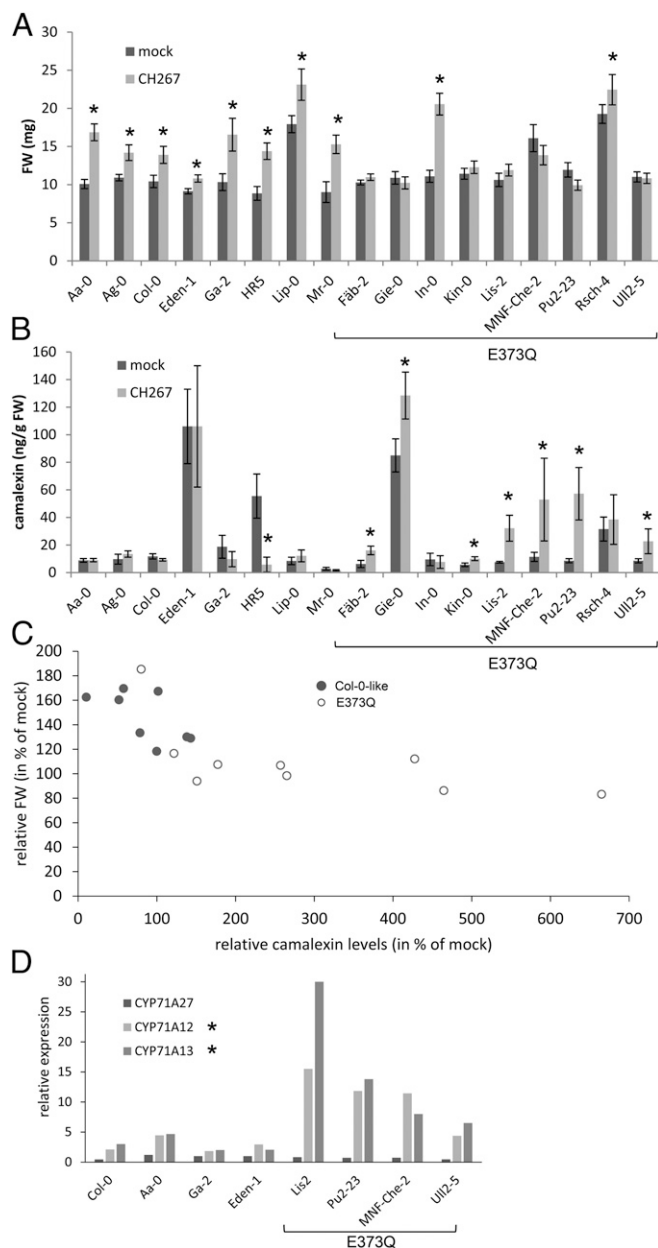 A
30
mock
25
CH267
20
15
10
5
0
FW (mg)
* * * * * * * * * *
Aa-0 Ag-0 Col-0 Eden-1 Ga-2 HR5 Lip-0 Mr-0 Fäb-2 Gie-0 In-0 Kin-0 Lis-2 MNF-Che-2 Pu2-23 Rsch-4 Ull2-5
E373Q
B
160
140
mock
120
CH267
100
80
60
40
20
0
camalexin (ng/g FW)
* * * * * * * *
Aa-0 Ag-0 Col-0 Eden-1 Ga-2 HR5 Lip-0 Mr-0 Fäb-2 Gie-0 In-0 Kin-0 Lis-2 MNF-Che-2 Pu2-23 Rsch-4 Ull2-5
E373Q
C
200
180
160
140
120
100
80
60
40
20
0
relative FW (in % of mock)
Col-0-like
E373Q
0 100 200 300 400 500 600 700
relative camalexin levels (in % of mock)
D
30
25
20
15
10
5
0
relative expression
CYP71A27
CYP71A12 *
CYP71A13 *
Col-0 Aa-0 Ga-2 Eden-1 Lis2 Pu2-23 MNF-Che-2 Ull2-5
E373Q